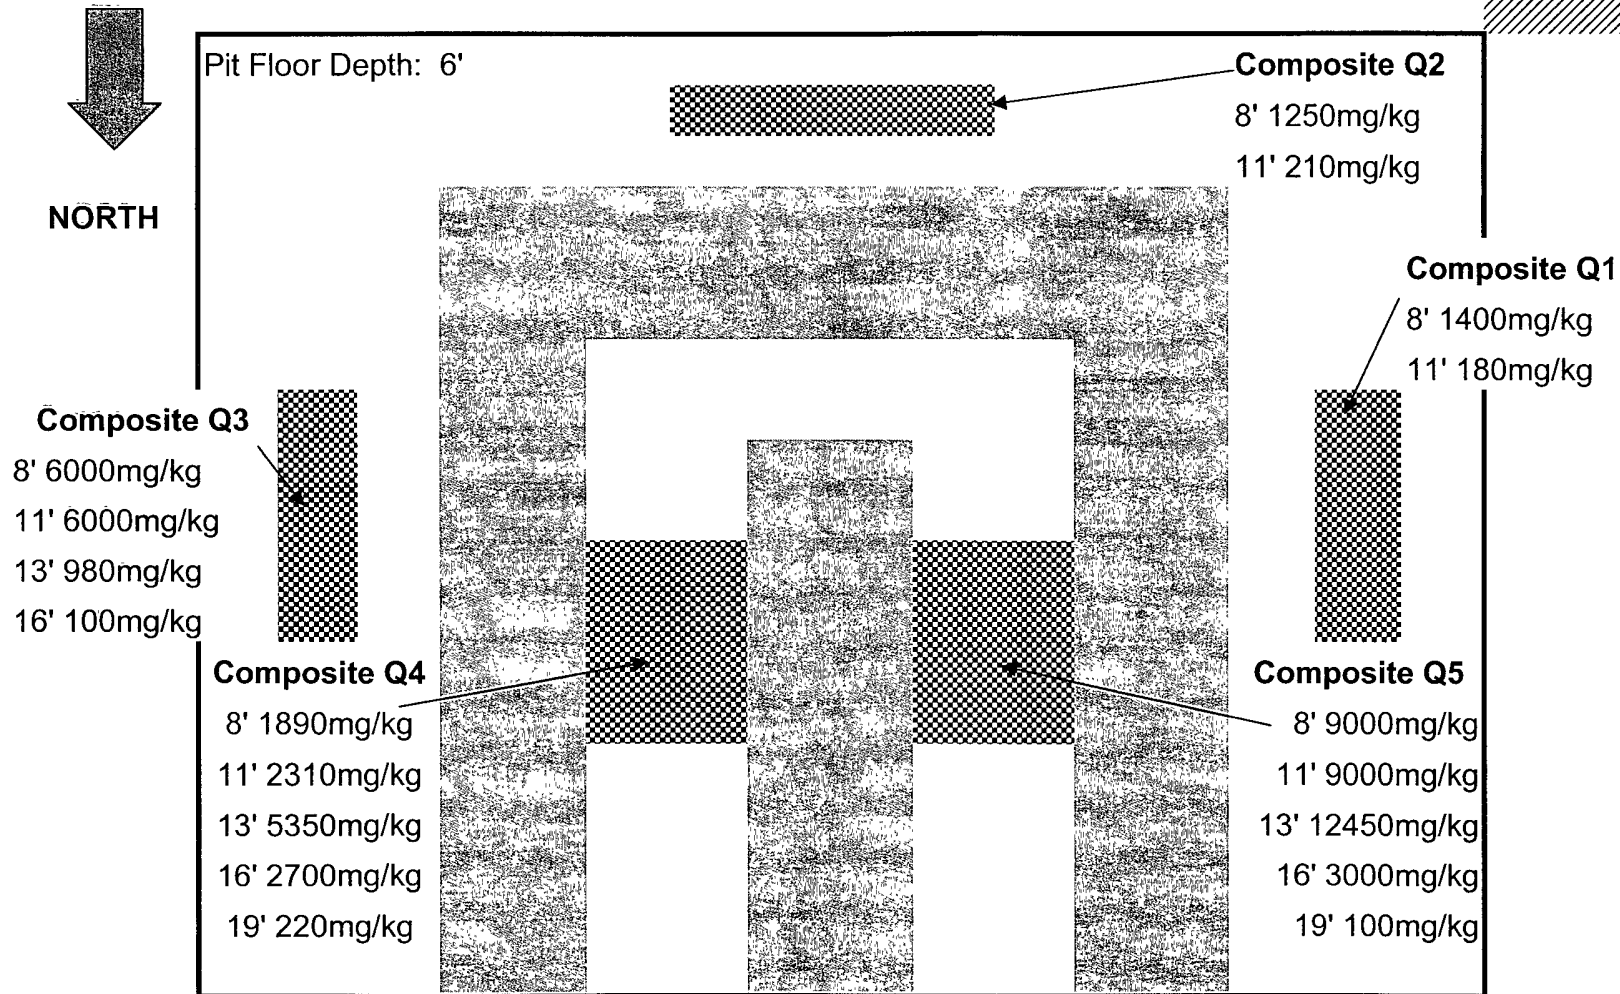 Pit Floor Depth: 6'
NORTH
Composite Q2
8' 1250mg/kg
11' 210mg/kg
Composite Q1
8' 1400mg/kg
11' 180mg/kg
Composite Q3
8' 6000mg/kg
11' 6000mg/kg
13' 980mg/kg
16' 100mg/kg
Composite Q4
8' 1890mg/kg
11' 2310mg/kg
13' 5350mg/kg
16' 2700mg/kg
19' 220mg/kg
Composite Q5
8' 9000mg/kg
11' 9000mg/kg
13' 12450mg/kg
16' 3000mg/kg
19' 100mg/kg